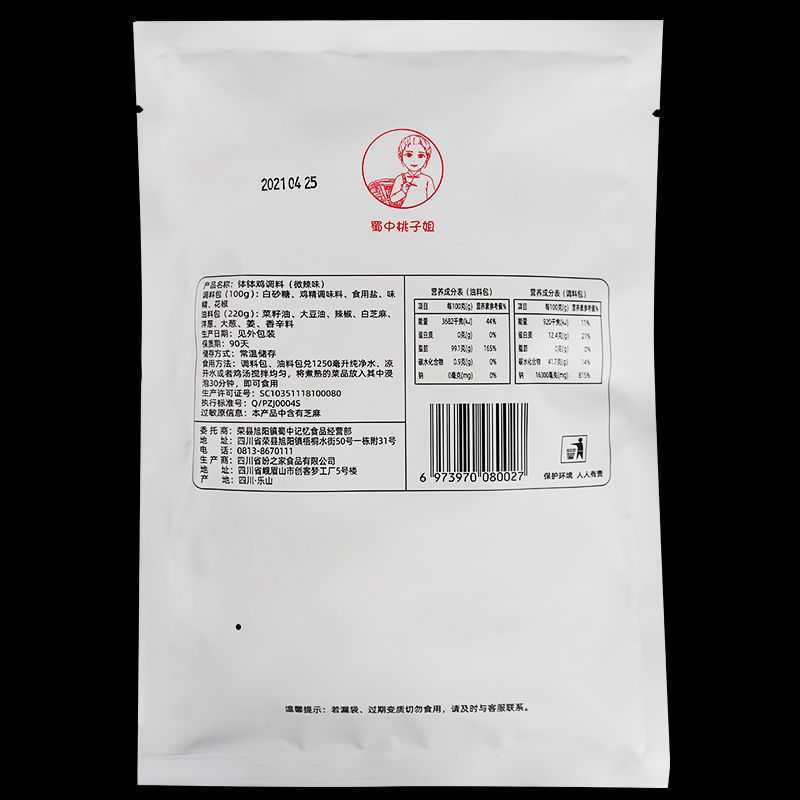 2021 04 25
蜀中桃子姐
产品名称：钵钵鸡调料（微辣味）
调料包（100g）：白砂糖、鸡精调味料、食用盐、味
精、花椒
油料包（220g）：菜籽油、大豆油、辣椒、白芝麻、
洋葱、大葱、姜、香辛料
生产日期：见外包装
保质期：90天
储存方式：常温储存
食用方法：调料包、油料包兑1250毫升纯净水、凉
开水或者鸡汤搅拌均匀，将煮熟的菜品放入其中浸
泡30分钟，即可食用
生产许可证号：SC10351118100080
执行标准号：Q/PZJ0004S
过敏原信息：本产品中含有芝麻
委托商：荣县旭阳镇蜀中记忆食品经营部
地址：四川省荣县旭阳镇梧桐水街50号一栋附31号
电话：0813-8670111
生产商：四川省纷之家食品有限公司
地址：四川省峨眉山市创客梦工厂5号楼
产地：四川·乐山
营养成分表（油料包）
项目 每100克(g) 营养素参考值%
能量 3682千焦(kJ) 44%
蛋白质 0克(g) 0%
脂肪 99.1克(g) 165%
碳水化合物 0.9克(g) 0%
钠 0毫克(mg) 0%
营养成分表（调料包）
项目 每100克(g) 营养素参考值%
能量 920千焦(kJ) 11%
蛋白质 12.4克(g) 21%
脂肪 0克(g) 0%
碳水化合物 41.7克(g) 14%
钠 16300毫克(mg) 815%
6 973970 080027
保护环境 人人有责
温馨提示：若漏袋、过期变质切勿食用，请及时与客服联系。